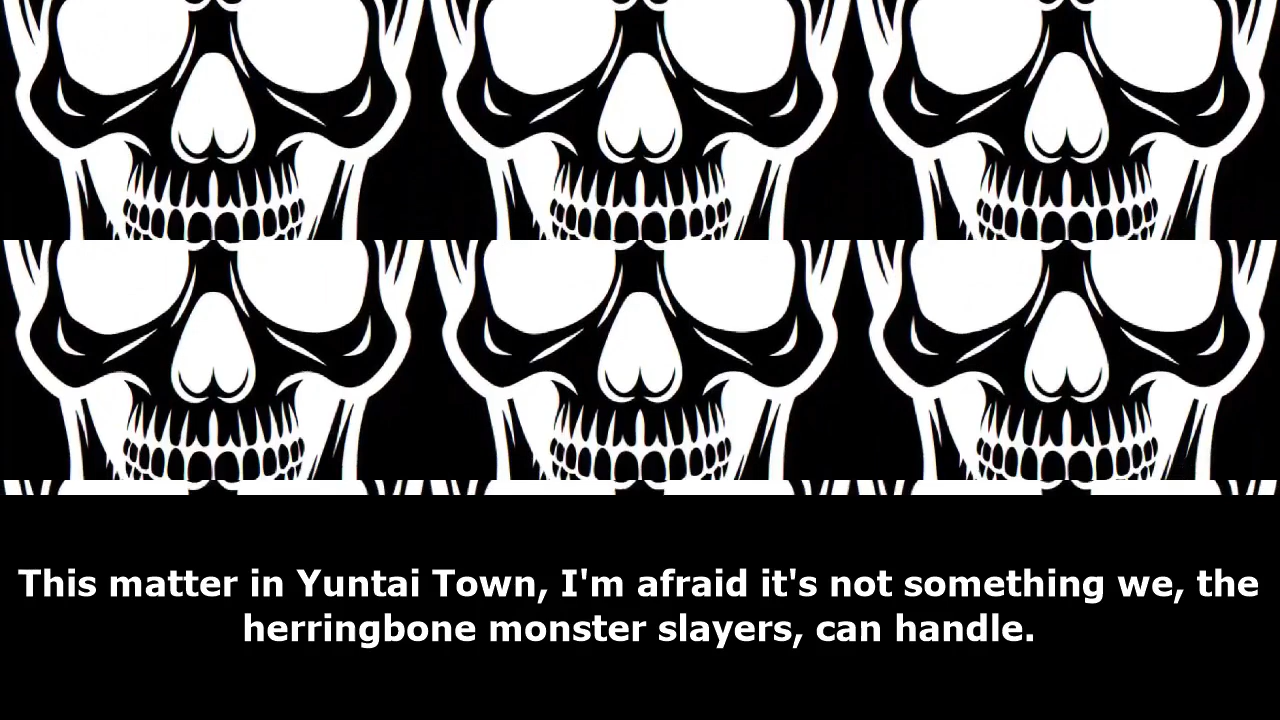 This matter in Yuntai Town, I'm afraid it's not something we, the
herringbone monster slayers, can handle.